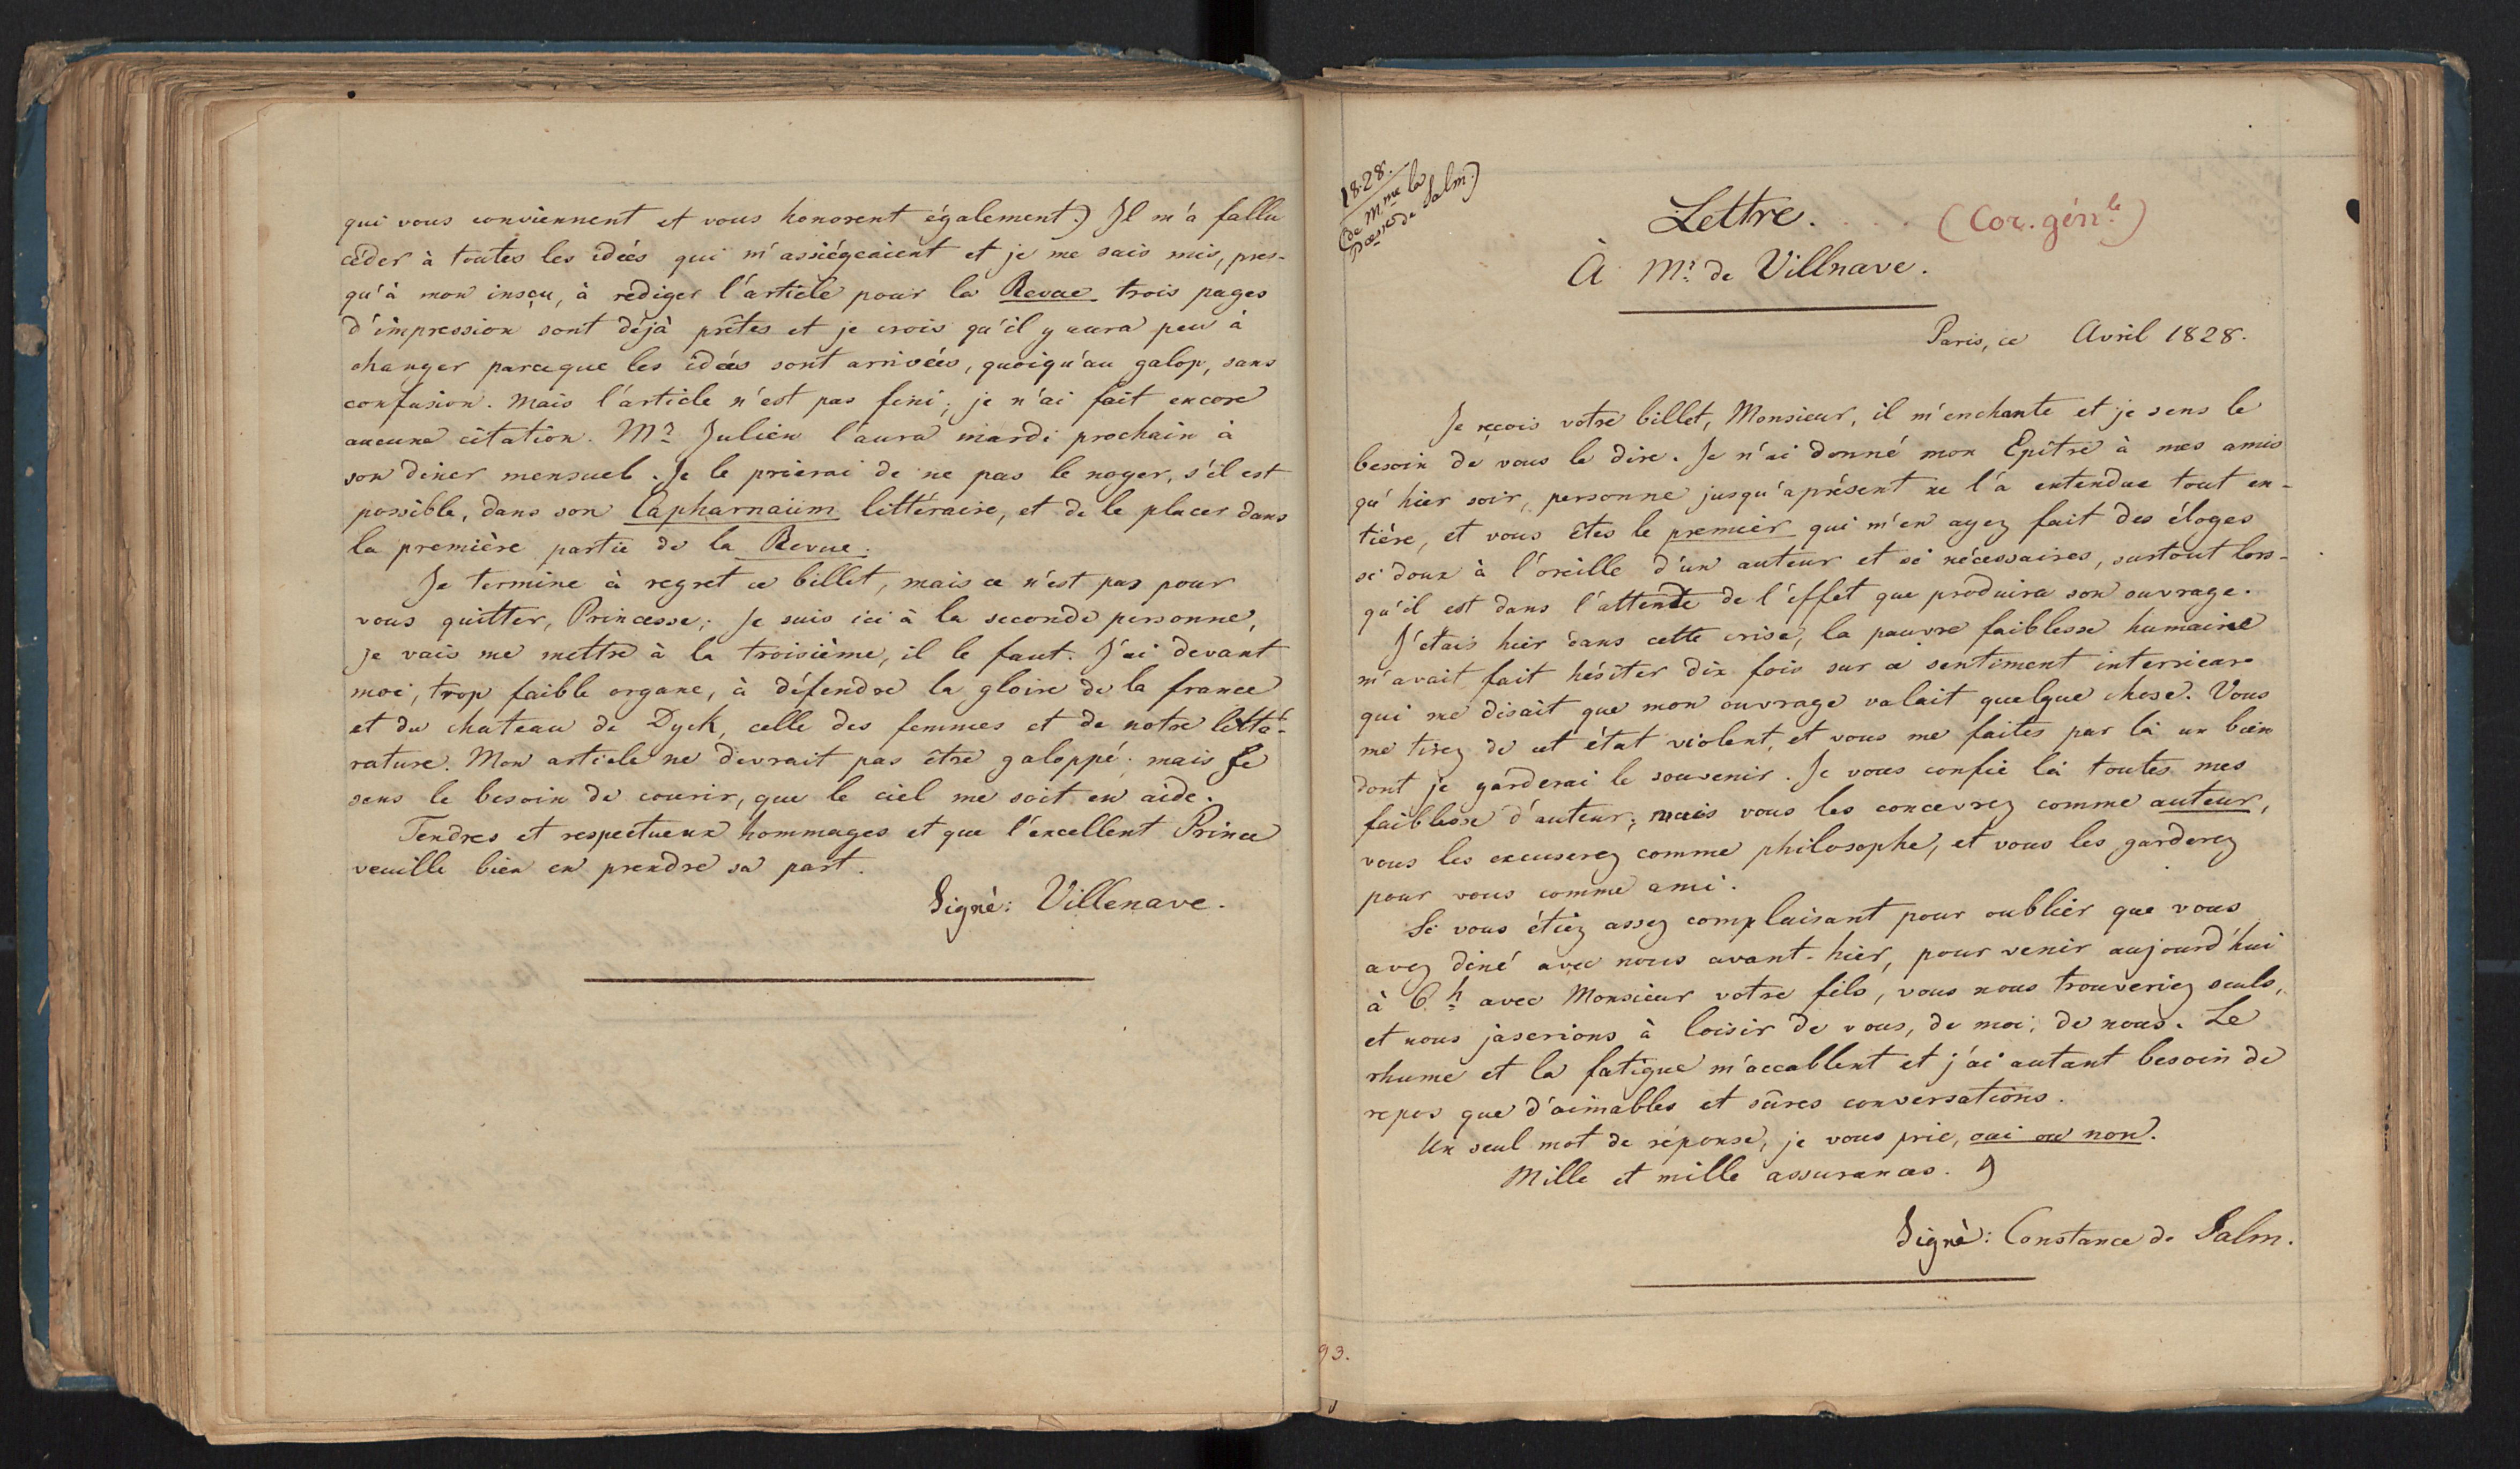 qui vous conviennent et vous honorent également.) Il m'a fallu
céder à toutes les idées qui m'assiégeaient et je me suis mis, pres-
qu'à mon insçu, à rédiger l'article pour la Revue trois pages
d'impression sont déjà prêtes et je crois qu'il y aura peu à
changer parceque les idées sont arrivées, quoiqu'au galop, sans
confusion. Mais l'article n'est pas fini; je n'ai fait encore
aucune citation. Mr. Julien l'aura mardi prochain à
son diner mensuel. Je le prierai de ne pas le noyer, s'il est
possible, dans son Capharnaüm littéraire, et de le placer dans
la première partie de la Revue.
Je termine à regret ce billet, mais ce n'est pas pour
vous quitter, Princesse; Je suis ici à la seconde personne,
je vais me mettre à la troisième, il le faut. J'ai devant
moi, trop faible organe, à défendre la gloire de la france
et du chateau de Dyck, celle des femmes et de notre litté-
rature. Mon article ne devrait pas être galoppé; mais je
sens le besoin de courir, que le ciel me soit en aide.
Tendres et respectueux hommages et que l'excellent Prince
veuille bien en prendre sa part.
Signé: Villenave.
1828.
(de Mme la
Pcesse de Salm.)
Lettre. . . . . (Cor. génle)
À Mr. de Villnave.
Paris, ce Avril 1828.
Je reçois votre billet, Monsieur, il m'enchante et je sens le
besoin de vous le dire. Je n'ai donné mon Epitre à mes amis
qu'hier soir, personne jusqu'aprésent ne l'a entendue tout en-
tière, et vous êtes le premier qui m'en ayez fait des éloges
si doux à l'oreille d'un auteur et si nécessaires, surtout lors-
qu'il est dans l'attente de l'effet que produira son ouvrage.
J'étais hier dans cette crise, la pauvre faiblesse humaine
m'avait fait hésiter dix fois sur ce sentiment interrieur
qui me disait que mon ouvrage valait quelque chose. Vous
me tirez de cet état violent, et vous me faites par là un bien
dont je garderai le souvenir. Je vous confie là toutes mes
faiblesse d'auteur; mais vous les concevrez comme auteur,
vous les excuserez comme philosophe, et vous les garderez
pour vous comme ami.
Si vous étiez assez complaisant pour oublier que vous
avez diné avec nous avant-hier, pour venir aujourd'hui
à 6 h avec Monsieur votre fils, vous nous trouveriez seuls,
et nous jaserions à loisir de vous, de moi, de nous. Le
rhume et la fatigue m'accablent et j'ai autant besoin de
repos que d'aimables et sûres conversations.
Un seul mot de réponse, je vous prie, oui ou non.
Mille et mille assurances.)
Signé: Constance de Salm.
93.